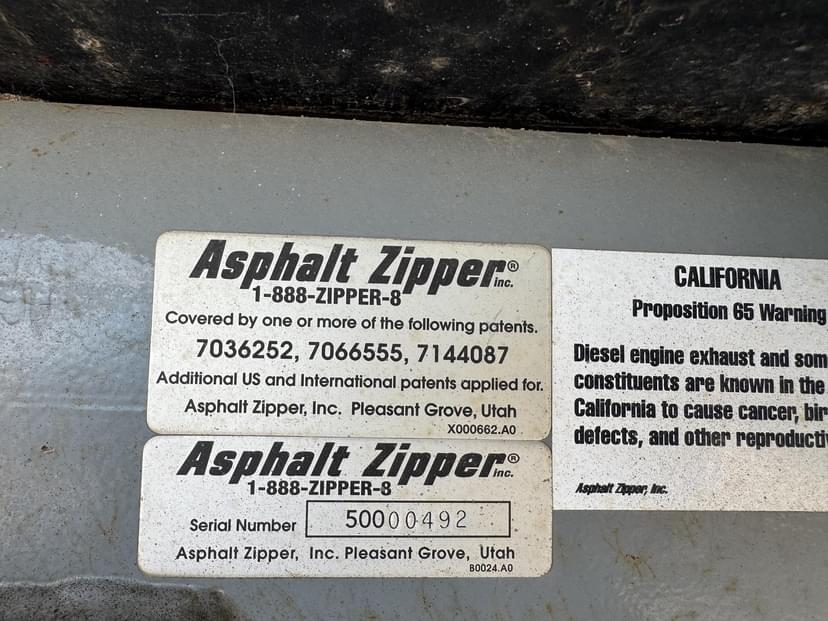 Asphalt Zipper® inc.
1-888-ZIPPER-8
Covered by one or more of the following patents.
7036252, 7066555, 7144087
Additional US and International patents applied for.
Asphalt Zipper, Inc. Pleasant Grove, Utah
X000662.A0
Asphalt Zipper® inc.
1-888-ZIPPER-8
Serial Number 50000492
Asphalt Zipper, Inc. Pleasant Grove, Utah
B0024.A0
CALIFORNIA
Proposition 65 Warning
Diesel engine exhaust and som
constituents are known in the
California to cause cancer, bir
defects, and other reproductiv
Asphalt Zipper, Inc.